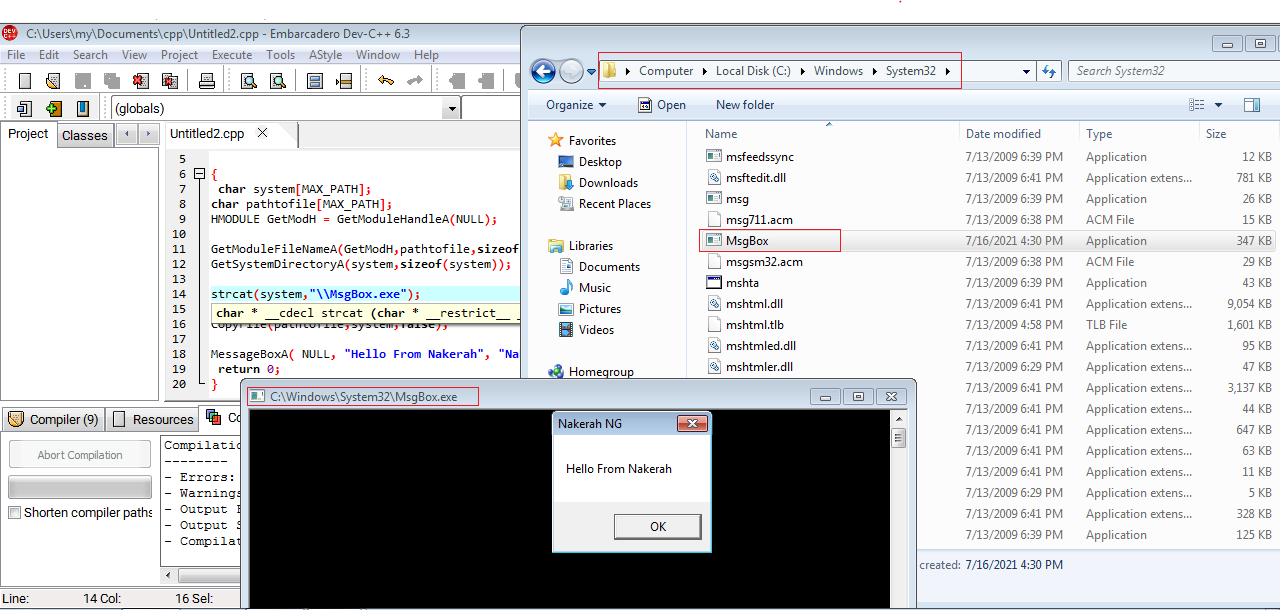 C:\Users\my\Documents\cpp\Untitled2.cpp - Embarcadero Dev-C++ 6.3
File Edit Search View Project Execute Tools AStyle Window Help
(globals)
Project Classes
Untitled2.cpp
5
6 {
7 char system[MAX_PATH];
8 char pathtofile[MAX_PATH];
9 HMODULE GetModH = GetModuleHandleA(NULL);
10
11 GetModuleFileNameA(GetModH,pathtofile,sizeof
12 GetSystemDirectoryA(system,sizeof(system));
13
14 strcat(system,"\\MsgBox.exe");
15 char * __cdecl strcat (char * __restrict__
16 CopyFile(pathtofile,system,false);
17
18 MessageBoxA( NULL, "Hello From Nakerah", "Na
19 return 0;
20 }
Compiler (9) Resources Co
Abort Compilation
Shorten compiler paths
Compilatio
--------
- Errors:
- Warnings
- Output
- Output
- Compilat
Line: 14 Col: 16 Sel:
Computer Local Disk (C:) Windows System32
Search System32
Organize Open New folder
Favorites
Desktop
Downloads
Recent Places
Libraries
Documents
Music
Pictures
Videos
Homegroup
Name Date modified Type Size
msfeedssync 7/13/2009 6:39 PM Application 12 KB
msftedit.dll 7/13/2009 6:41 PM Application extens... 781 KB
msg 7/13/2009 6:39 PM Application 26 KB
msg711.acm 7/13/2009 6:38 PM ACM File 15 KB
MsgBox 7/16/2021 4:30 PM Application 347 KB
msgsm32.acm 7/13/2009 6:38 PM ACM File 29 KB
mshta 7/13/2009 6:39 PM Application 43 KB
mshtml.dll 7/13/2009 6:41 PM Application extens... 9,054 KB
mshtml.tlb 7/13/2009 4:58 PM TLB File 1,601 KB
mshtmled.dll 7/13/2009 6:41 PM Application extens... 95 KB
mshtmler.dll 7/13/2009 6:29 PM Application extens... 47 KB
7/13/2009 6:41 PM Application extens... 3,137 KB
7/13/2009 6:41 PM Application extens... 44 KB
7/13/2009 6:41 PM Application extens... 647 KB
7/13/2009 6:41 PM Application extens... 63 KB
7/13/2009 6:41 PM Application extens... 11 KB
7/13/2009 6:29 PM Application extens... 5 KB
7/13/2009 6:41 PM Application extens... 328 KB
7/13/2009 6:39 PM Application 125 KB
created: 7/16/2021 4:30 PM
C:\Windows\System32\MsgBox.exe
Nakerah NG
Hello From Nakerah
OK